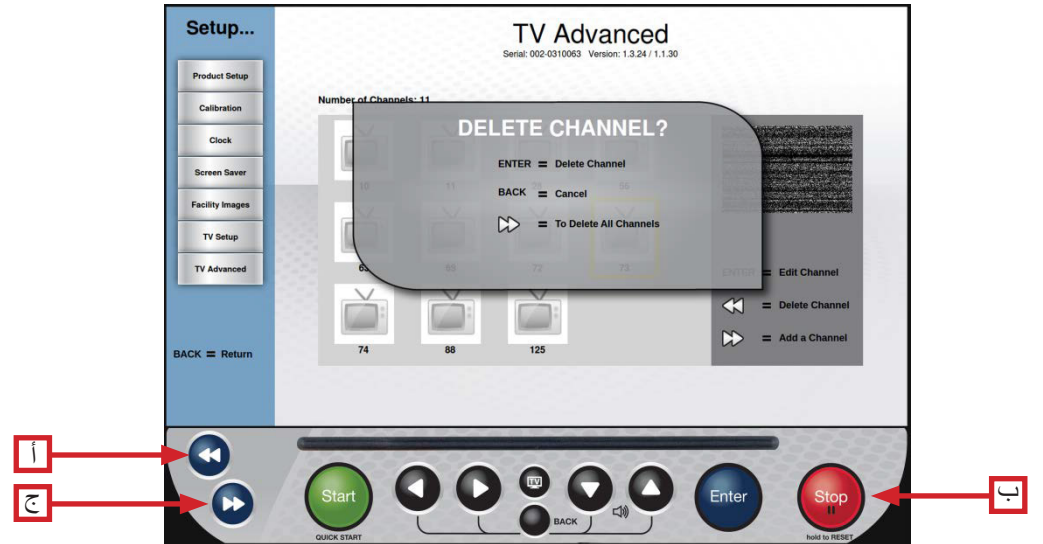 Setup...
Product Setup
Calibration
Clock
Screen Saver
Facility Images
TV Setup
TV Advanced
BACK = Return
TV Advanced
Serial: 002-0310063 Version: 1.3.24 / 1.1.30
Number of Channels: 11
DELETE CHANNEL?
ENTER = Delete Channel
BACK = Cancel
= To Delete All Channels
10 11
72 73
74 88 125
ENTER = Edit Channel
= Delete Channel
= Add a Channel
أ
ج
ب
Start
QUICK START
TV
BACK
Enter
Stop
hold to RESET